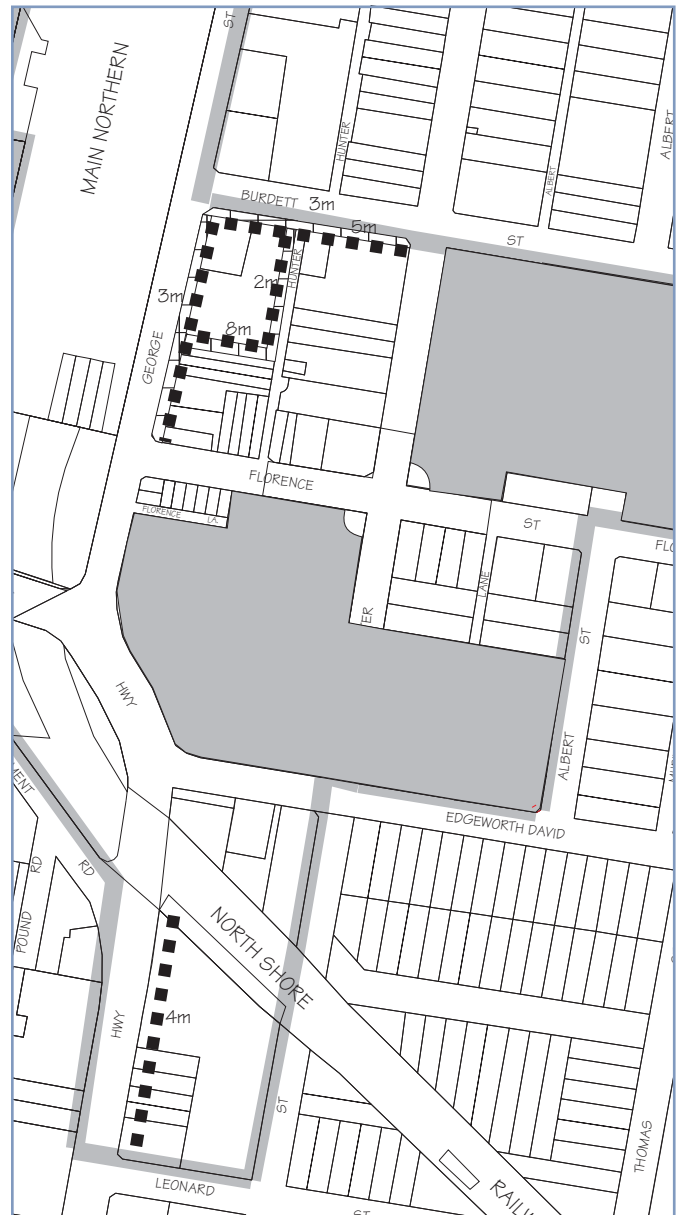 ST
MAIN NORTHERN
HUNTER
ALBERT
ALBERT
BURDETT
3m
5m
ST
2m
HUNTER
3m
8m
GEORGE
FLORENCE
FLORENCE
LA.
ST
FLO
LANE
ER
ST
HWY
ALBERT
MENT
RD
RD
EDGEWORTH DAVID
POUND
NORTH SHORE
4m
HWY
ST
THOMAS
LEONARD
RAILW
ST